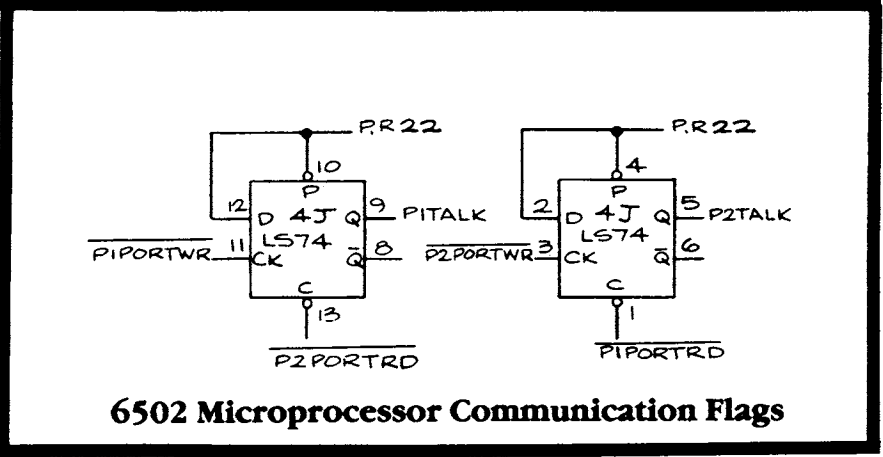 P.R22
10
P
12 D 4J Q 9 P1TALK
LS74
P1PORTWR 11 CK Q̅ 8
C
13
P2PORTRD
P.R22
4
P
2 D 4J Q 5 P2TALK
LS74
P2PORTWR 3 CK Q̅ 6
C
1
P1PORTRD
6502 Microprocessor Communication Flags